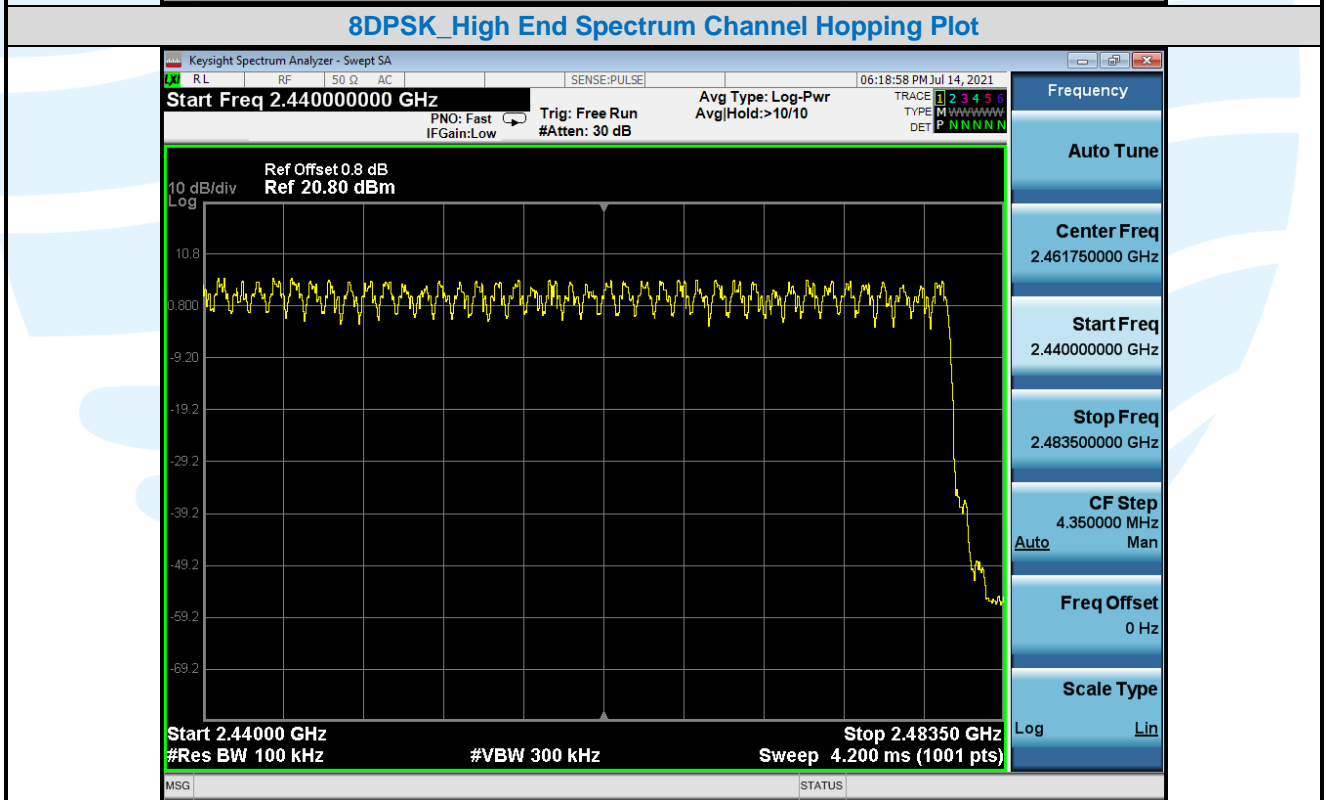 8DPSK_High End Spectrum Channel Hopping Plot
Keysight Spectrum Analyzer - Swept SA
LXI RL RF 50 Ω AC SENSE:PULSE 06:18:58 PM Jul 14, 2021
Start Freq 2.440000000 GHz
PNO: Fast
IFGain:Low
Trig: Free Run
#Atten: 30 dB
Avg Type: Log-Pwr
Avg|Hold:>10/10
TRACE 1 2 3 4 5 6
TYPE M WWWWW
DET P N N N N N
Ref Offset 0.8 dB
10 dB/div Ref 20.80 dBm
Log
10.8
0.800
-9.20
-19.2
-29.2
-39.2
-49.2
-59.2
-69.2
Start 2.44000 GHz Stop 2.48350 GHz
#Res BW 100 kHz #VBW 300 kHz Sweep 4.200 ms (1001 pts)
MSG STATUS
Frequency
Auto Tune
Center Freq
2.461750000 GHz
Start Freq
2.440000000 GHz
Stop Freq
2.483500000 GHz
CF Step
4.350000 MHz
Auto Man
Freq Offset
0 Hz
Scale Type
Log Lin